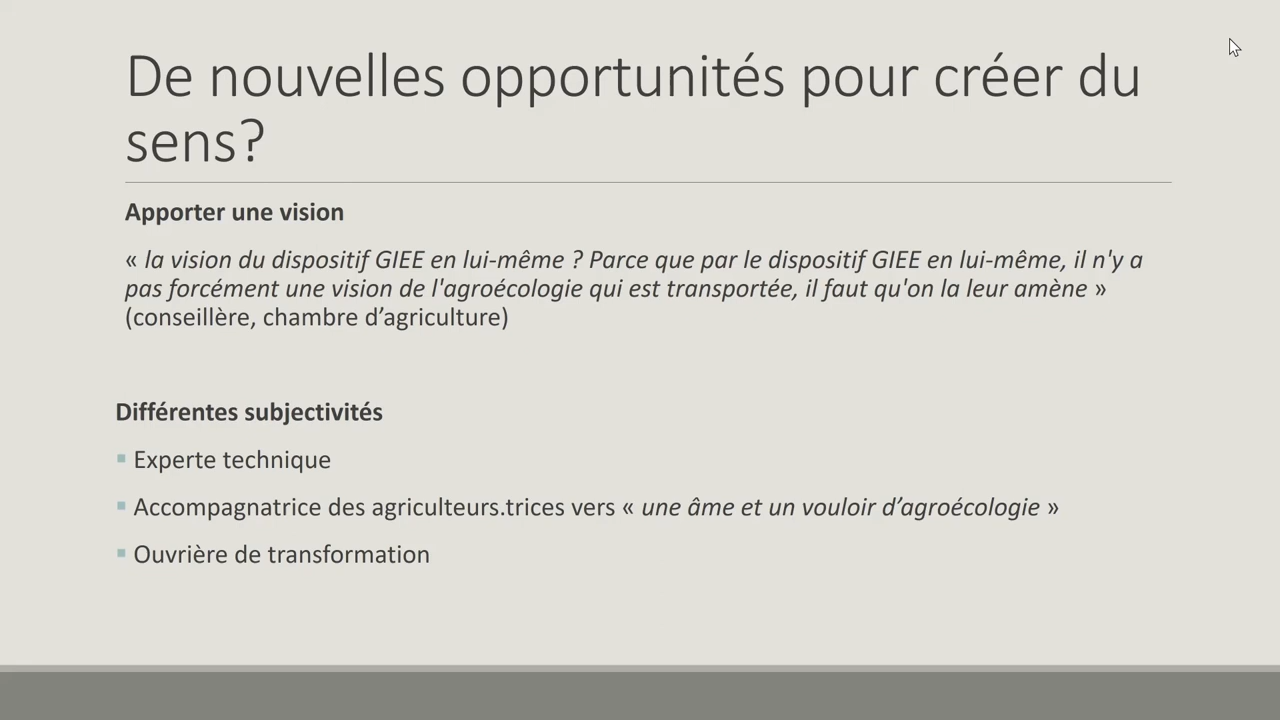 De nouvelles opportunités pour créer du
sens?
Apporter une vision
« la vision du dispositif GIEE en lui-même ? Parce que par le dispositif GIEE en lui-même, il n'y a
pas forcément une vision de l'agroécologie qui est transportée, il faut qu'on la leur amène »
(conseillère, chambre d’agriculture)
Différentes subjectivités
▪ Experte technique
▪ Accompagnatrice des agriculteurs.trices vers « une âme et un vouloir d’agroécologie »
▪ Ouvrière de transformation